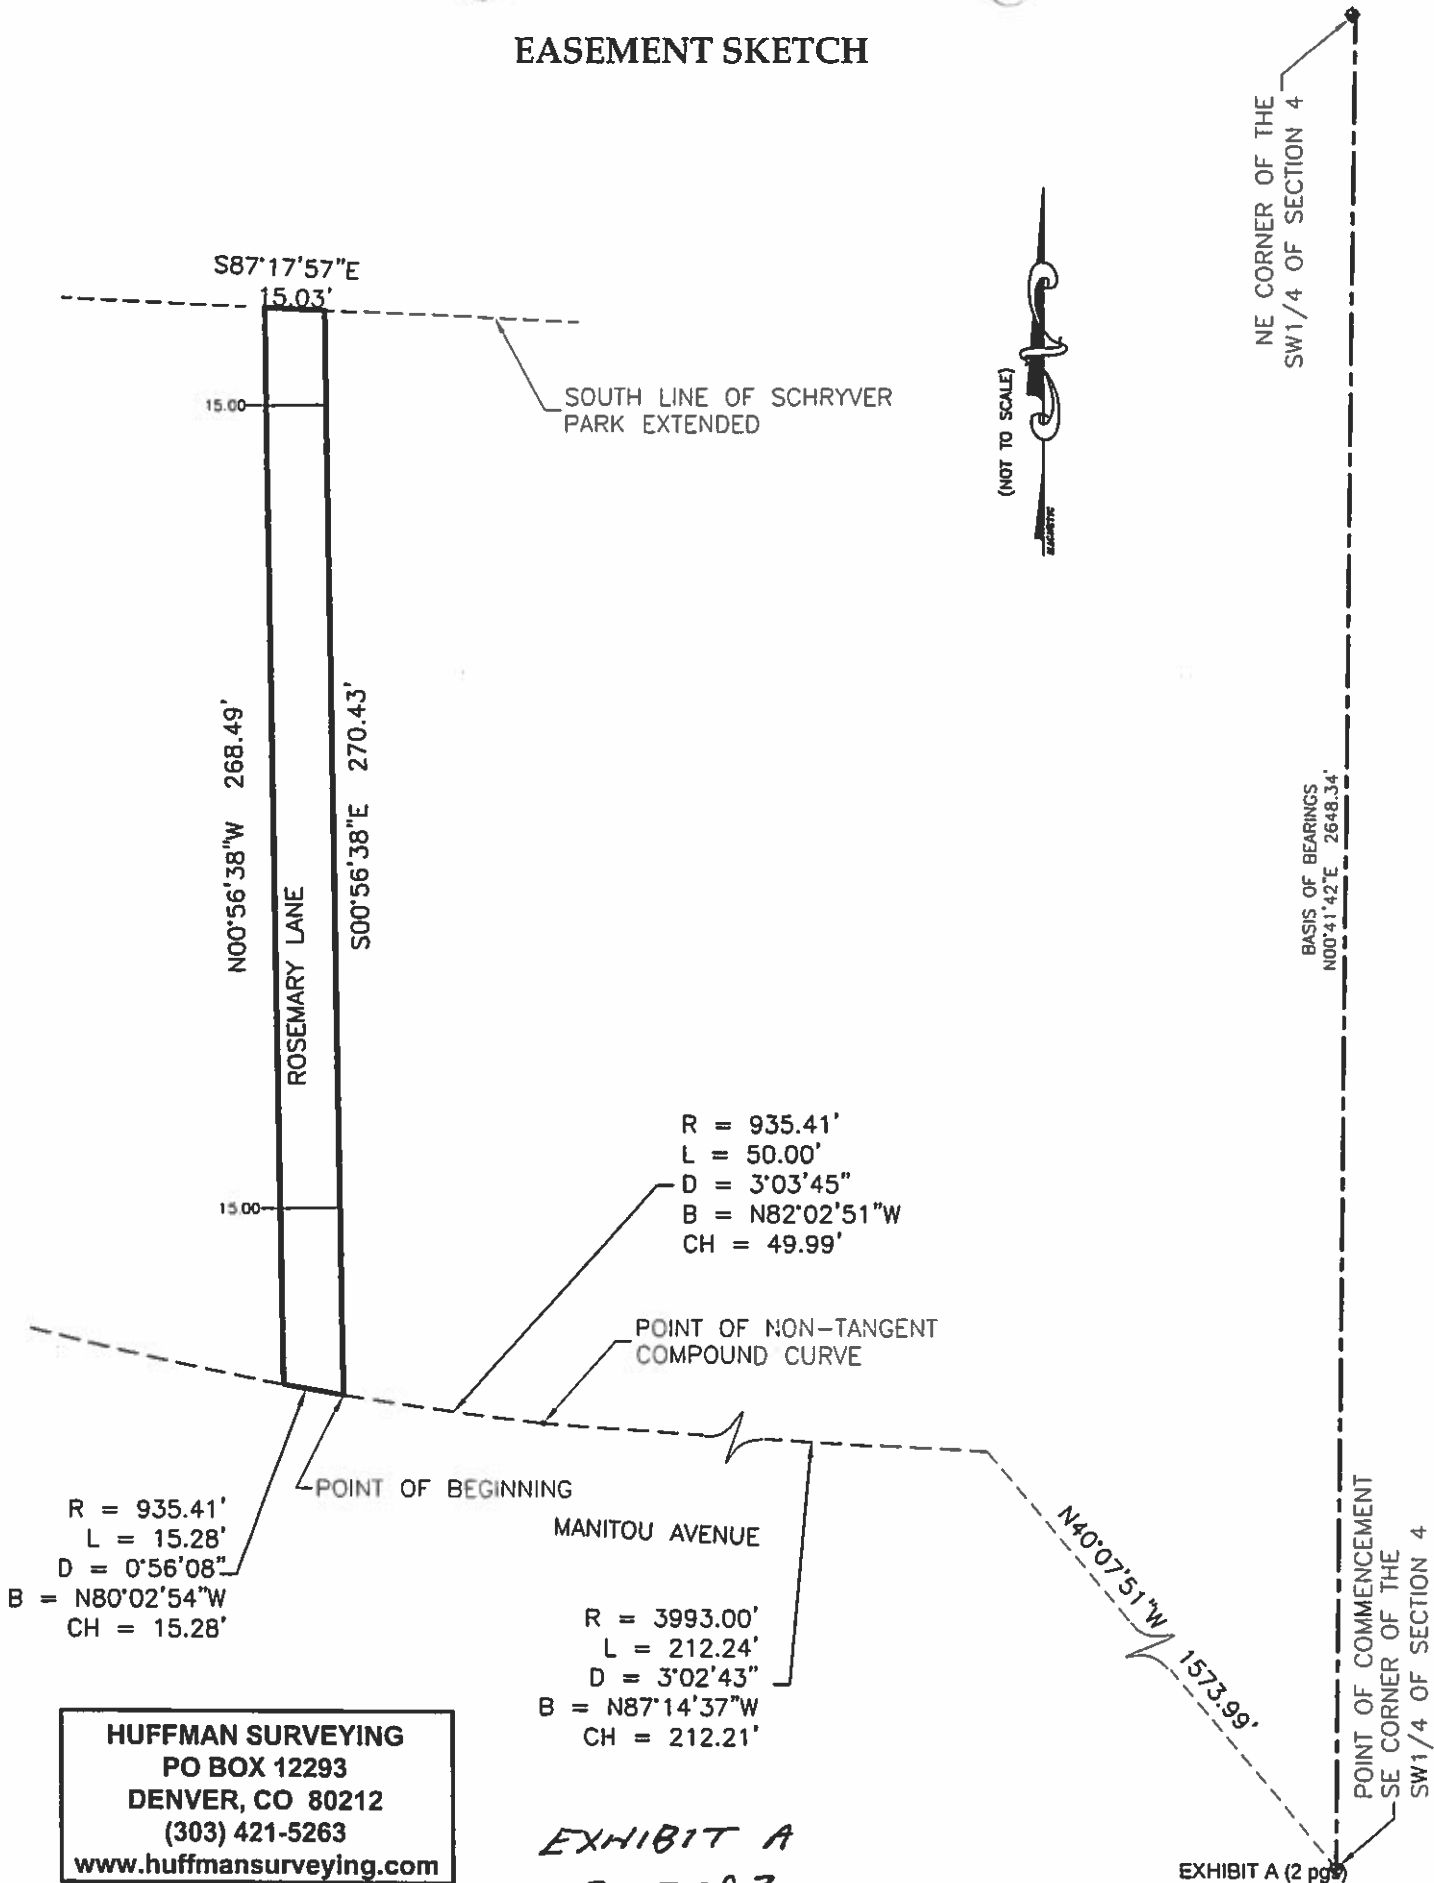 EASEMENT SKETCH
NE CORNER OF THE
SW1/4 OF SECTION 4
S87°17'57"E
15.03'
SOUTH LINE OF SCHRYVER
PARK EXTENDED
15.00
(NOT TO SCALE)
N00°56'38"W 268.49'
ROSEMARY LANE
S00°56'38"E 270.43'
BASIS OF BEARINGS
N00°41'42"E 2648.34'
15.00
R = 935.41'
L = 50.00'
D = 3°03'45"
B = N82°02'51"W
CH = 49.99'
POINT OF NON-TANGENT
COMPOUND CURVE
POINT OF BEGINNING
MANITOU AVENUE
R = 935.41'
L = 15.28'
D = 0°56'08"
B = N80°02'54"W
CH = 15.28'
R = 3993.00'
L = 212.24'
D = 3°02'43"
B = N87°14'37"W
CH = 212.21'
N40°07'51"W 1573.99'
POINT OF COMMENCEMENT
SE CORNER OF THE
SW1/4 OF SECTION 4
HUFFMAN SURVEYING
PO BOX 12293
DENVER, CO 80212
(303) 421-5263
www.huffmansurveying.com
EXHIBIT A
EXHIBIT A (2 pgs)